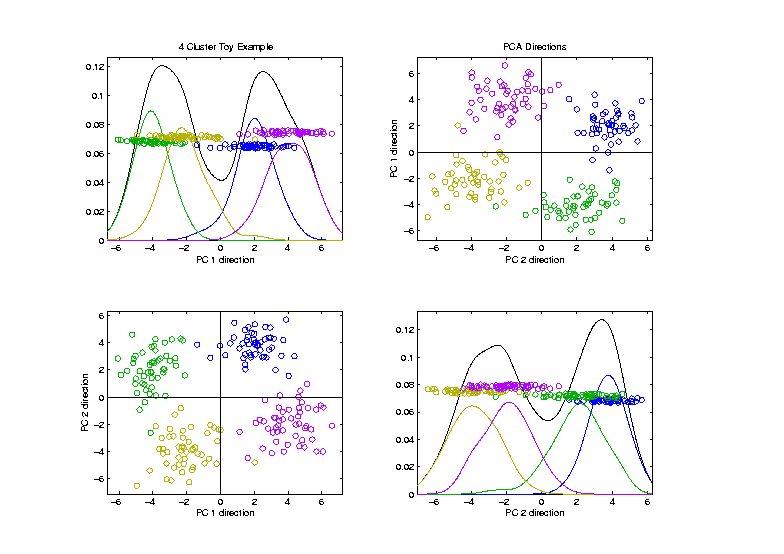 4 Cluster Toy Example
0.12
0.1
0.08
0.06
0.04
0.02
0
−6 −4 −2 0 2 4 6
PC 1 direction
PCA Directions
6
4
2
0
−2
−4
−6
PC 1 direction
−6 −4 −2 0 2 4 6
PC 2 direction
6
4
2
0
−2
−4
−6
PC 2 direction
−6 −4 −2 0 2 4 6
PC 1 direction
0.12
0.1
0.08
0.06
0.04
0.02
0
−6 −4 −2 0 2 4 6
PC 2 direction